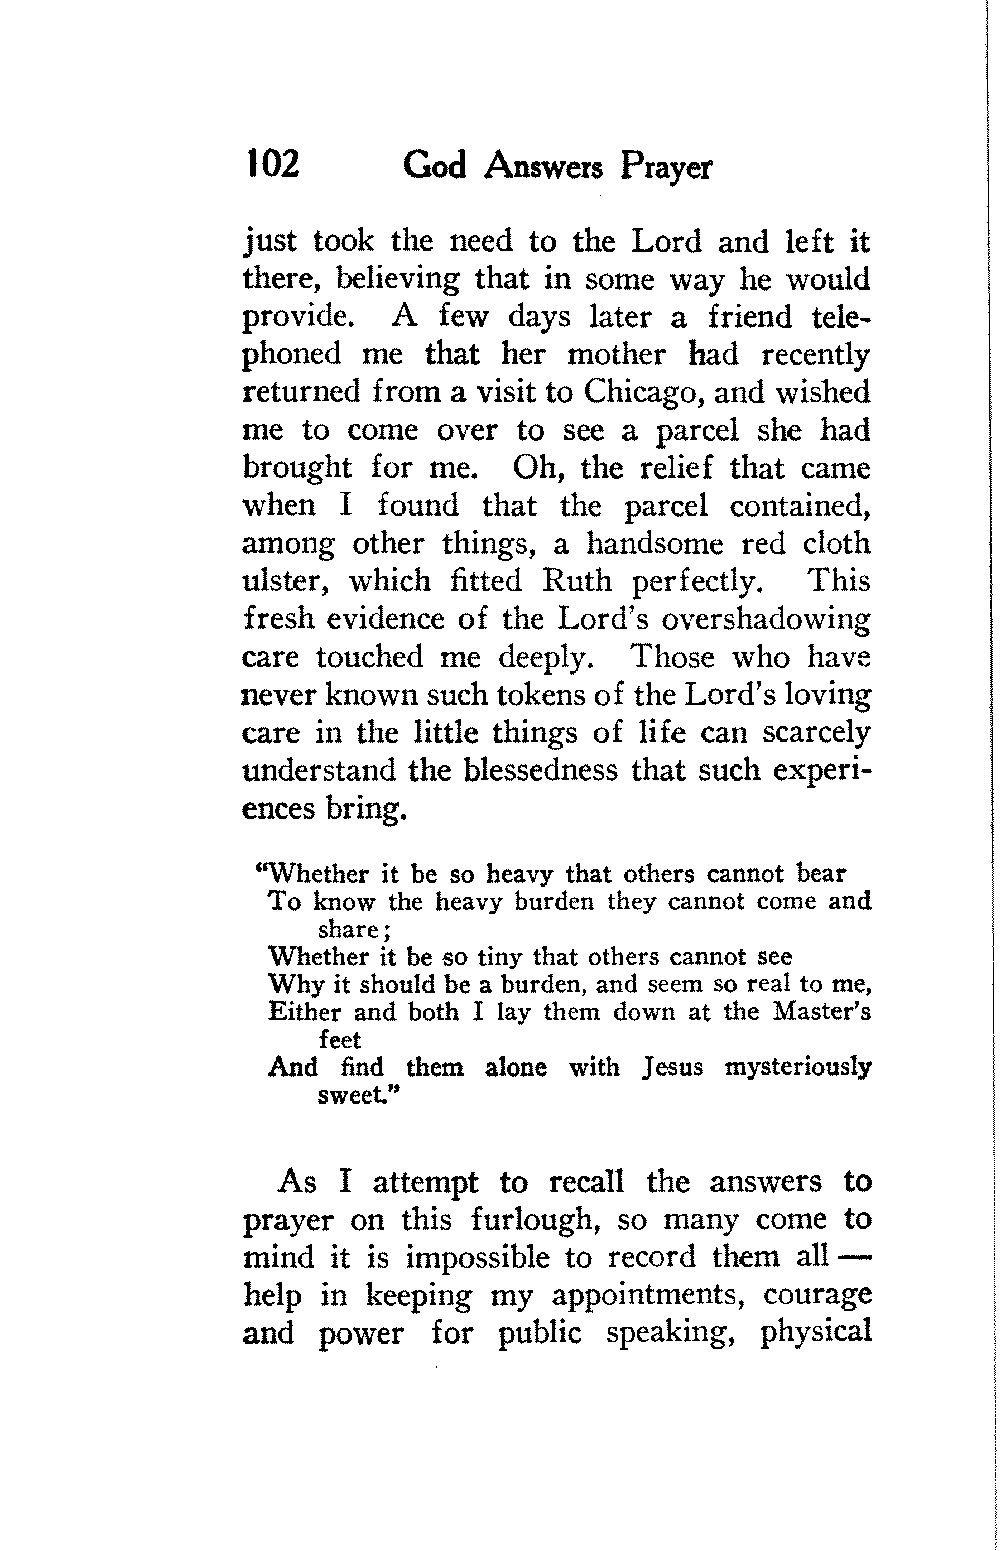 102 God Answers Prayer
just took the need to the Lord and left it
there, believing that in some way he would
provide. A few days later a friend tele-
phoned me that her mother had recently
returned from a visit to Chicago, and wished
me to come over to see a parcel she had
brought for me. Oh, the relief that came
when I found that the parcel contained,
among other things, a handsome red cloth
ulster, which fitted Ruth perfectly. This
fresh evidence of the Lord's overshadowing
care touched me deeply. Those who have
never known such tokens of the Lord's loving
care in the little things of life can scarcely
understand the blessedness that such experi-
ences bring.
"Whether it be so heavy that others cannot bear
To know the heavy burden they cannot come and
share;
Whether it be so tiny that others cannot see
Why it should be a burden, and seem so real to me,
Either and both I lay them down at the Master's
feet
And find them alone with Jesus mysteriously
sweet."
As I attempt to recall the answers to
prayer on this furlough, so many come to
mind it is impossible to record them all —
help in keeping my appointments, courage
and power for public speaking, physical